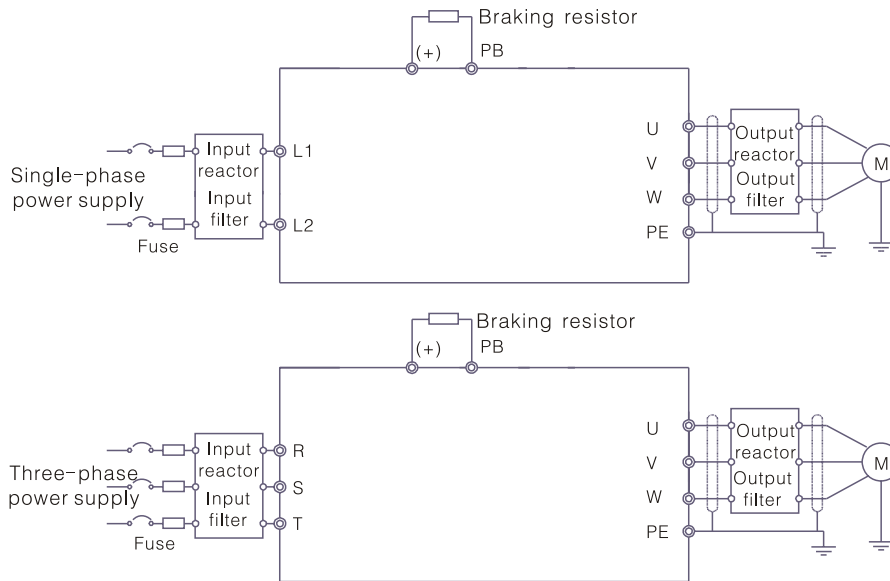 Braking resistor
(+)
PB
Single-phase
power supply
Fuse
Input
reactor
Input
filter
L1
L2
U
V
W
PE
Output
reactor
Output
filter
M
Braking resistor
(+)
PB
Three-phase
power supply
Fuse
Input
reactor
Input
filter
R
S
T
U
V
W
PE
Output
reactor
Output
filter
M